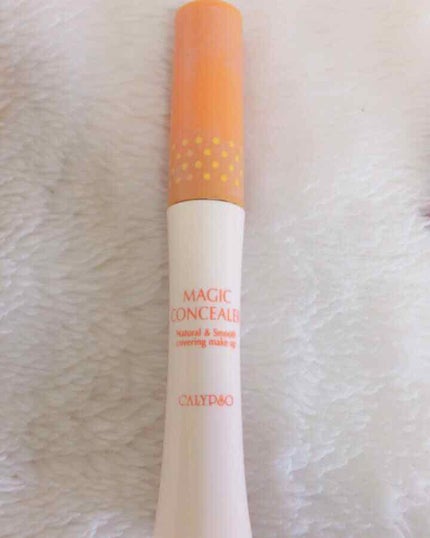 MAGIC
CONCEALER
Natural & Smooth
covering make-up
CALYPSO